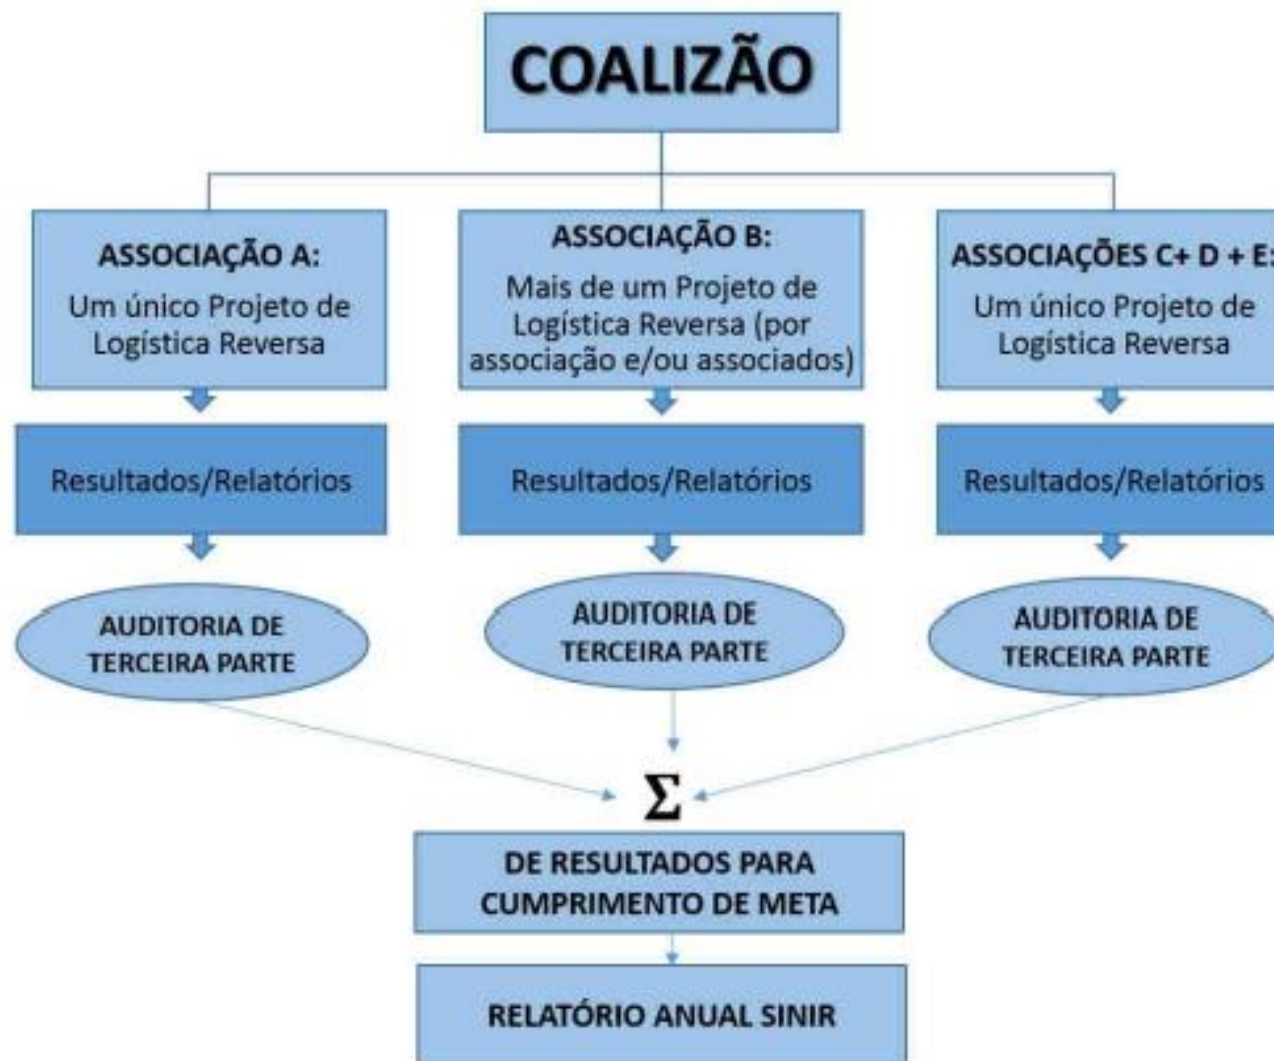 COALIZÃO
ASSOCIAÇÃO A:
Um único Projeto de
Logística Reversa
ASSOCIAÇÃO B:
Mais de um Projeto de
Logística Reversa (por
associação e/ou associados)
ASSOCIAÇÕES C+ D + E:
Um único Projeto de
Logística Reversa
Resultados/Relatórios
Resultados/Relatórios
Resultados/Relatórios
AUDITORIA DE
TERCEIRA PARTE
AUDITORIA DE
TERCEIRA PARTE
AUDITORIA DE
TERCEIRA PARTE
Σ
DE RESULTADOS PARA
CUMPRIMENTO DE META
RELATÓRIO ANUAL SINIR